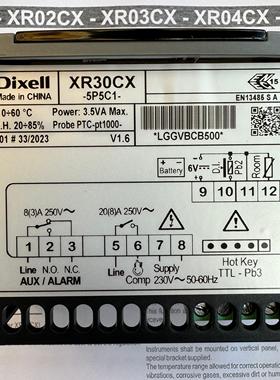 - XR02CX - XR03CX - XR04CX -
Dixell
XR30CX
-5P5C1-
Made in CHINA
15
EN13485 S A
0÷60 °C
Power: 3.5VA Max.
.H. 20÷85%
Probe PTC-pt1000-
01 # 33/2023
V1.6
*LGGVBCB500*
+ -
6V
Battery
D.I.
Pb2
Room
9 10 11 12
8(3)A 250V~
20(8)A 250V~
1 2 3
5 6 7 8
Line N.O. N.C.
Line
Supply
AUX / ALARM
Comp 230V~ 50-60Hz
Hot Key
TTL - Pb3
instruments shall be mounted on vertical panel,
special bracket supplied.
The temperature range allowed for correct operatio
vibrations, corrosive gases, excessive dirt or humid